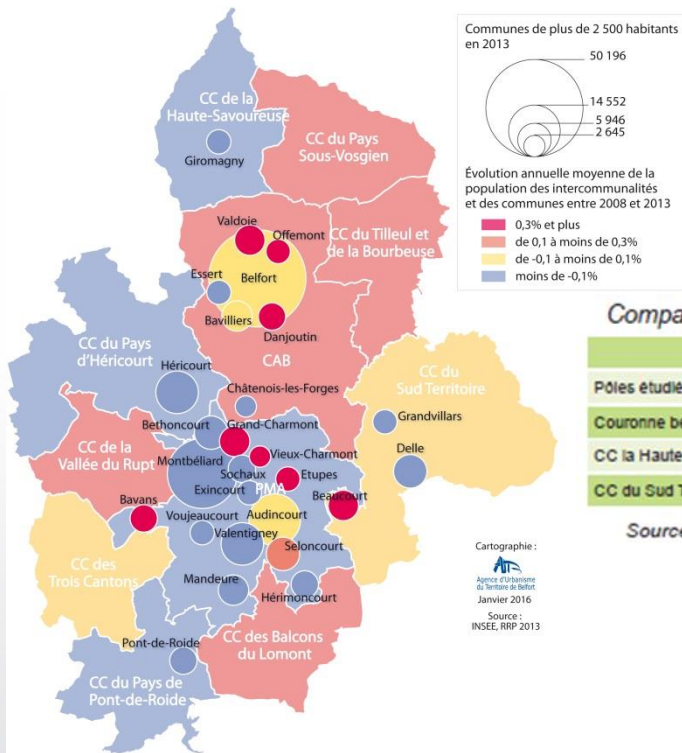 Communes de plus de 2 500 habitants
en 2013
50 196
14 552
5 946
2 645
Évolution annuelle moyenne de la
population des intercommunalités
et des communes entre 2008 et 2013
0,3% et plus
de 0,1 à moins de 0,3%
de -0,1 à moins de 0,1%
moins de -0,1%
CC de la
Haute-Savoureuse
Giromagny
CC du Pays
Sous-Vosgien
Valdoie
Offemont
CC du Tilleul et
de la Bourbeuse
Essert
Belfort
Bavilliers
Danjoutin
CAB
CC du Pays
d'Héricourt
Héricourt
CC du
Sud Territoire
Châtenois-les-Forges
Grandvillars
Bethoncourt
Grand-Charmont
Delle
CC de la
Vallée du Rupt
Montbéliard
Vieux-Charmont
Sochaux
Etupes
Exincourt
PMA
Bavans
Beaucourt
Voujeaucourt
Audincourt
Valentigney
Seloncourt
CC des
Trois Cantons
Mandeure
Hérimoncourt
Pont-de-Roide
CC des Balcons
du Lomont
CC du Pays de
Pont-de-Roide
Cartographie :
Agence d'Urbanisme
du Territoire de Belfort
Janvier 2016
Source :
INSEE, RRP 2013
Compa
Pôles étudié
Couronne be
CC la Haute
CC du Sud T
Source